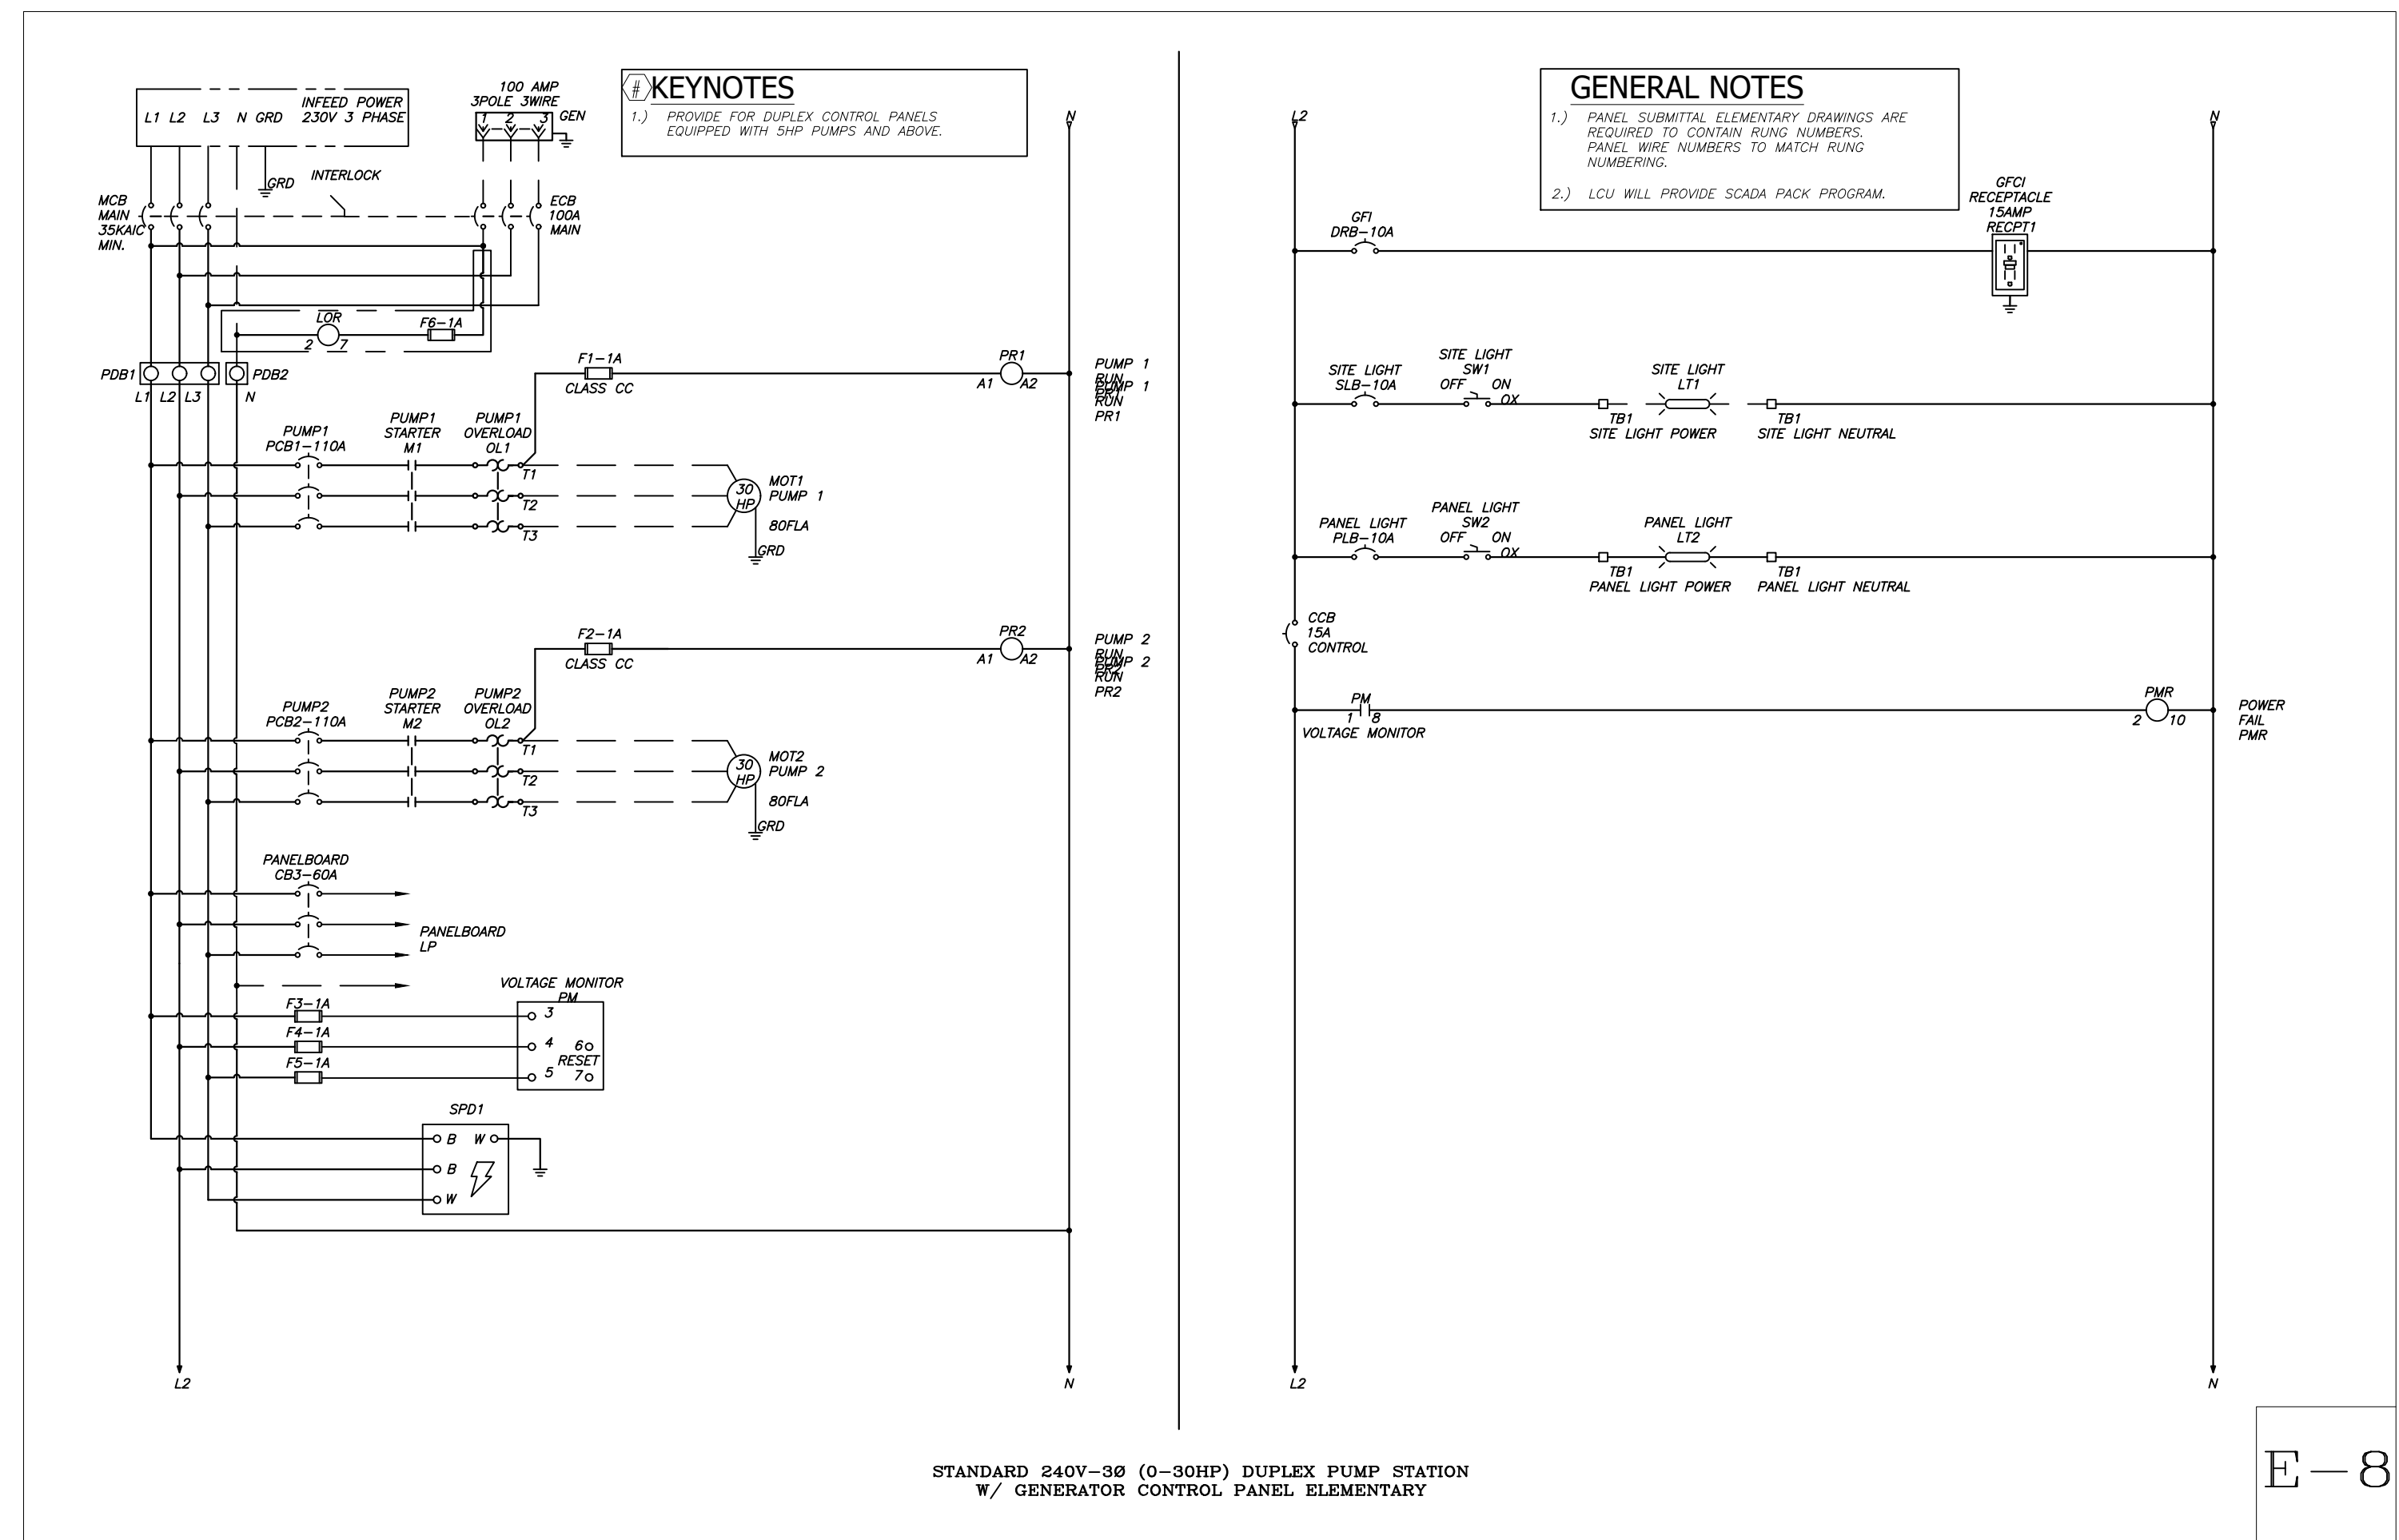 L1 L2 L3 N GRD
INFEED POWER
230V 3 PHASE
100 AMP
3POLE 3WIRE
GEN
1 2 3
GRD
INTERLOCK
MCB
MAIN
35KAIC
MIN.
ECB
100A
MAIN
# KEYNOTES
1.) PROVIDE FOR DUPLEX CONTROL PANELS
EQUIPPED WITH 5HP PUMPS AND ABOVE.
N
LOR
2 7
F6-1A
PDB1
PDB2
L1 L2 L3 N
F1-1A
CLASS CC
PR1
A1 A2
PUMP 1
RUN
PR1
PUMP 1
RUN
PR1
PUMP1
PCB1-110A
PUMP1
STARTER
M1
PUMP1
OVERLOAD
OL1
T1
T2
T3
30
HP
MOT1
PUMP 1
80FLA
GRD
F2-1A
CLASS CC
PR2
A1 A2
PUMP 2
RUN
PR2
PUMP 2
RUN
PR2
PUMP2
PCB2-110A
PUMP2
STARTER
M2
PUMP2
OVERLOAD
OL2
T1
T2
T3
30
HP
MOT2
PUMP 2
80FLA
GRD
PANELBOARD
CB3-60A
PANELBOARD
LP
F3-1A
F4-1A
F5-1A
VOLTAGE MONITOR
PM
3
4 6
RESET
5 7
SPD1
B W
B
W
L2
N
L2
N
GENERAL NOTES
1.) PANEL SUBMITTAL ELEMENTARY DRAWINGS ARE
REQUIRED TO CONTAIN RUNG NUMBERS.
PANEL WIRE NUMBERS TO MATCH RUNG
NUMBERING.
2.) LCU WILL PROVIDE SCADA PACK PROGRAM.
GFI
DRB-10A
GFCI
RECEPTACLE
15AMP
RECPT1
SITE LIGHT
SLB-10A
SITE LIGHT
SW1
OFF ON
OX
SITE LIGHT
LT1
TB1
SITE LIGHT POWER
TB1
SITE LIGHT NEUTRAL
PANEL LIGHT
PLB-10A
PANEL LIGHT
SW2
OFF ON
OX
PANEL LIGHT
LT2
TB1
PANEL LIGHT POWER
TB1
PANEL LIGHT NEUTRAL
CCB
15A
CONTROL
PM
1 8
VOLTAGE MONITOR
PMR
2 10
POWER
FAIL
PMR
L2
N
STANDARD 240V-3Ø (0-30HP) DUPLEX PUMP STATION
W/ GENERATOR CONTROL PANEL ELEMENTARY
E-8